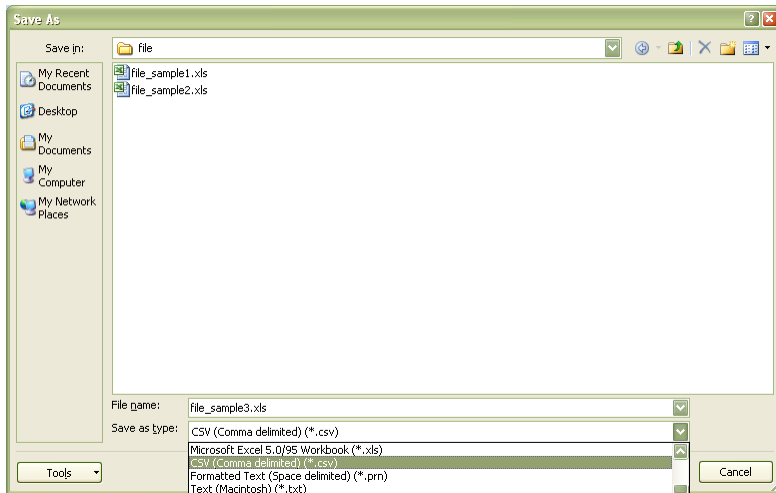 Save As
Save in:
file
My Recent
Documents
Desktop
My
Documents
My
Computer
My Network
Places
file_sample1.xls
file_sample2.xls
File name:
file_sample3.xls
Save as type:
CSV (Comma delimited) (*.csv)
Microsoft Excel 5.0/95 Workbook (*.xls)
CSV (Comma delimited) (*.csv)
Formatted Text (Space delimited) (*.prn)
Text (Macintosh) (*.txt)
Tools
Cancel